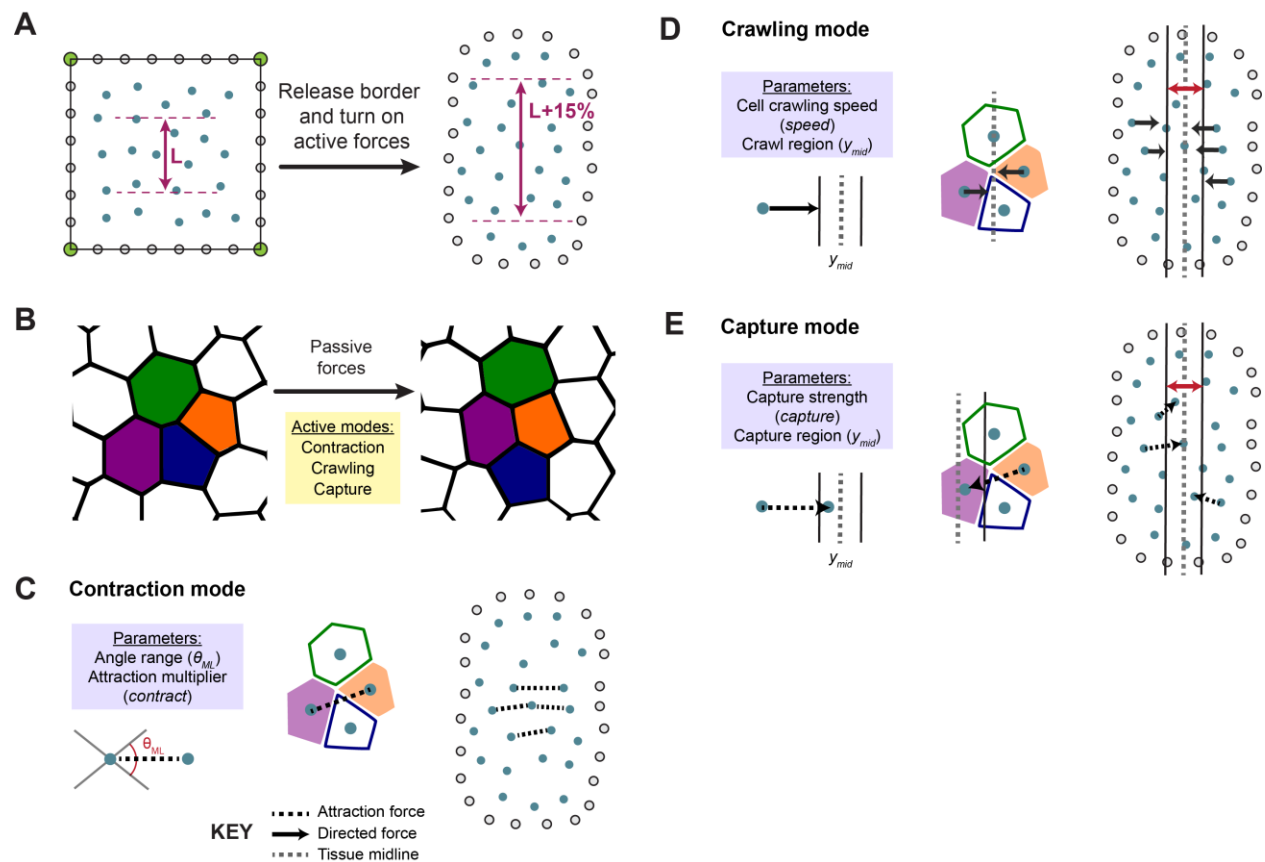 A
L
Release border
and turn on
active forces
L+15%
B
Passive
forces
Active modes:
Contraction
Crawling
Capture
C
Contraction mode
Parameters:
Angle range (θML)
Attraction multiplier
(contract)
θML
KEY
Attraction force
Directed force
Tissue midline
D
Crawling mode
Parameters:
Cell crawling speed
(speed)
Crawl region (ymid)
ymid
E
Capture mode
Parameters:
Capture strength
(capture)
Capture region (ymid)
ymid